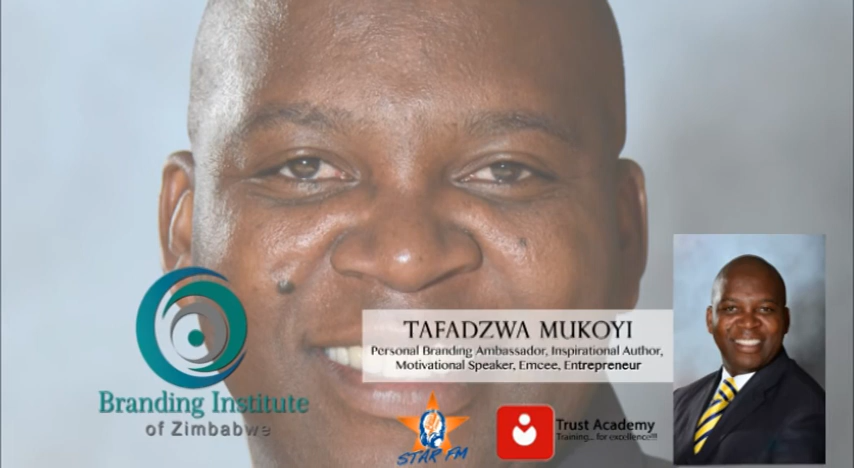 TAFADZWA MUKOYI
Personal Branding Ambassador, Inspirational Author,
Motivational Speaker, Emcee, Entrepreneur
Branding Institute
of Zimbabwe
STAR FM
Trust Academy
Training... for excellence!!!